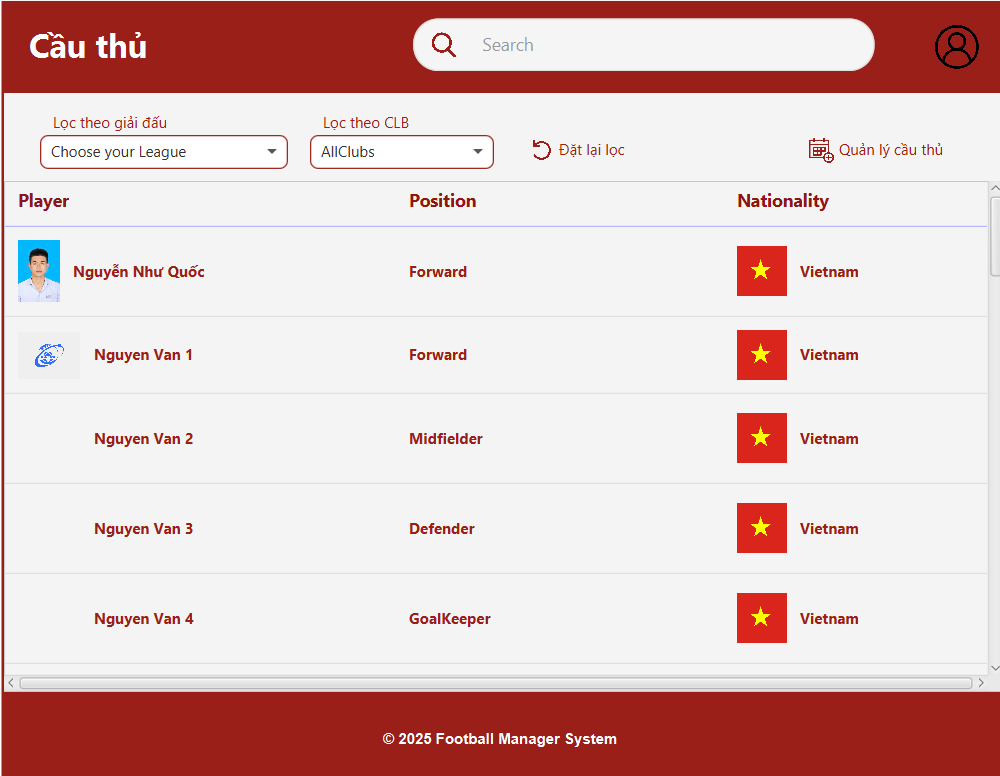 Cầu thủ
Search
Lọc theo giải đấu
Lọc theo CLB
Choose your League
AllClubs
Đặt lại lọc
Quản lý cầu thủ
Player Position Nationality
Nguyễn Như Quốc Forward Vietnam
Nguyen Van 1 Forward Vietnam
Nguyen Van 2 Midfielder Vietnam
Nguyen Van 3 Defender Vietnam
Nguyen Van 4 GoalKeeper Vietnam
© 2025 Football Manager System